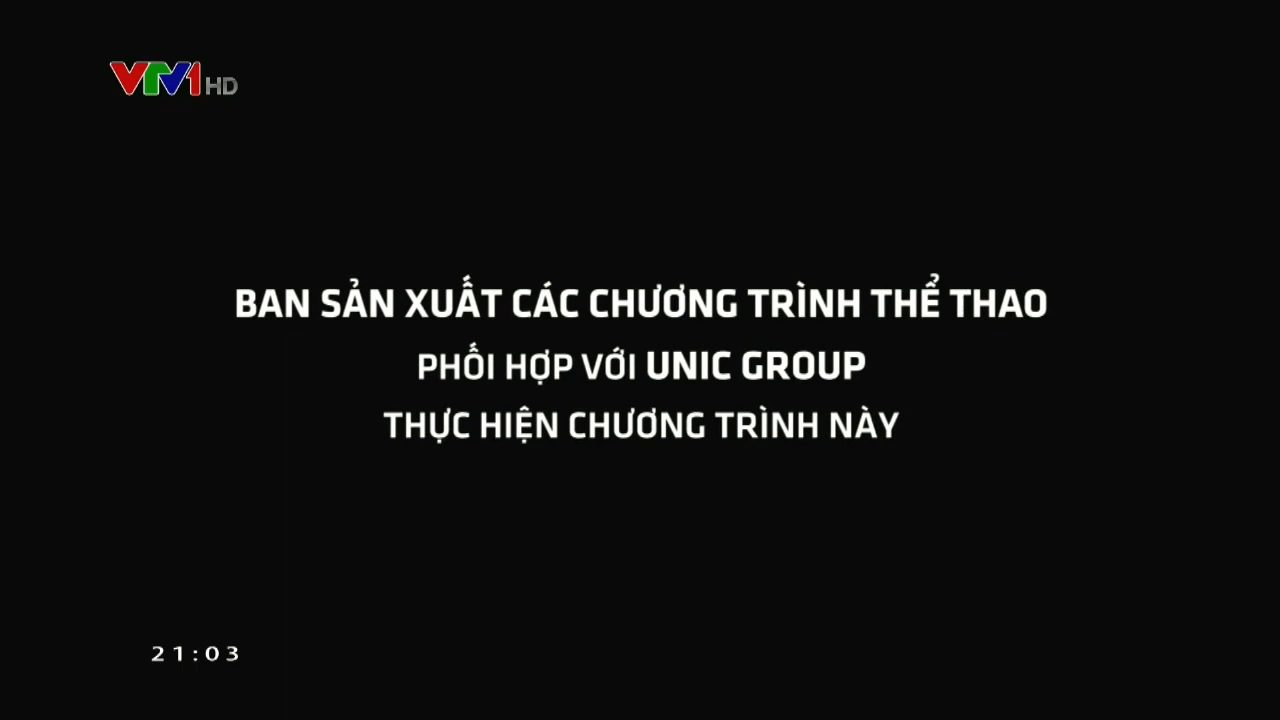 VTV1 HD
BAN SẢN XUẤT CÁC CHƯƠNG TRÌNH THỂ THAO
PHỐI HỢP VỚI UNIC GROUP
THỰC HIỆN CHƯƠNG TRÌNH NÀY
21:03